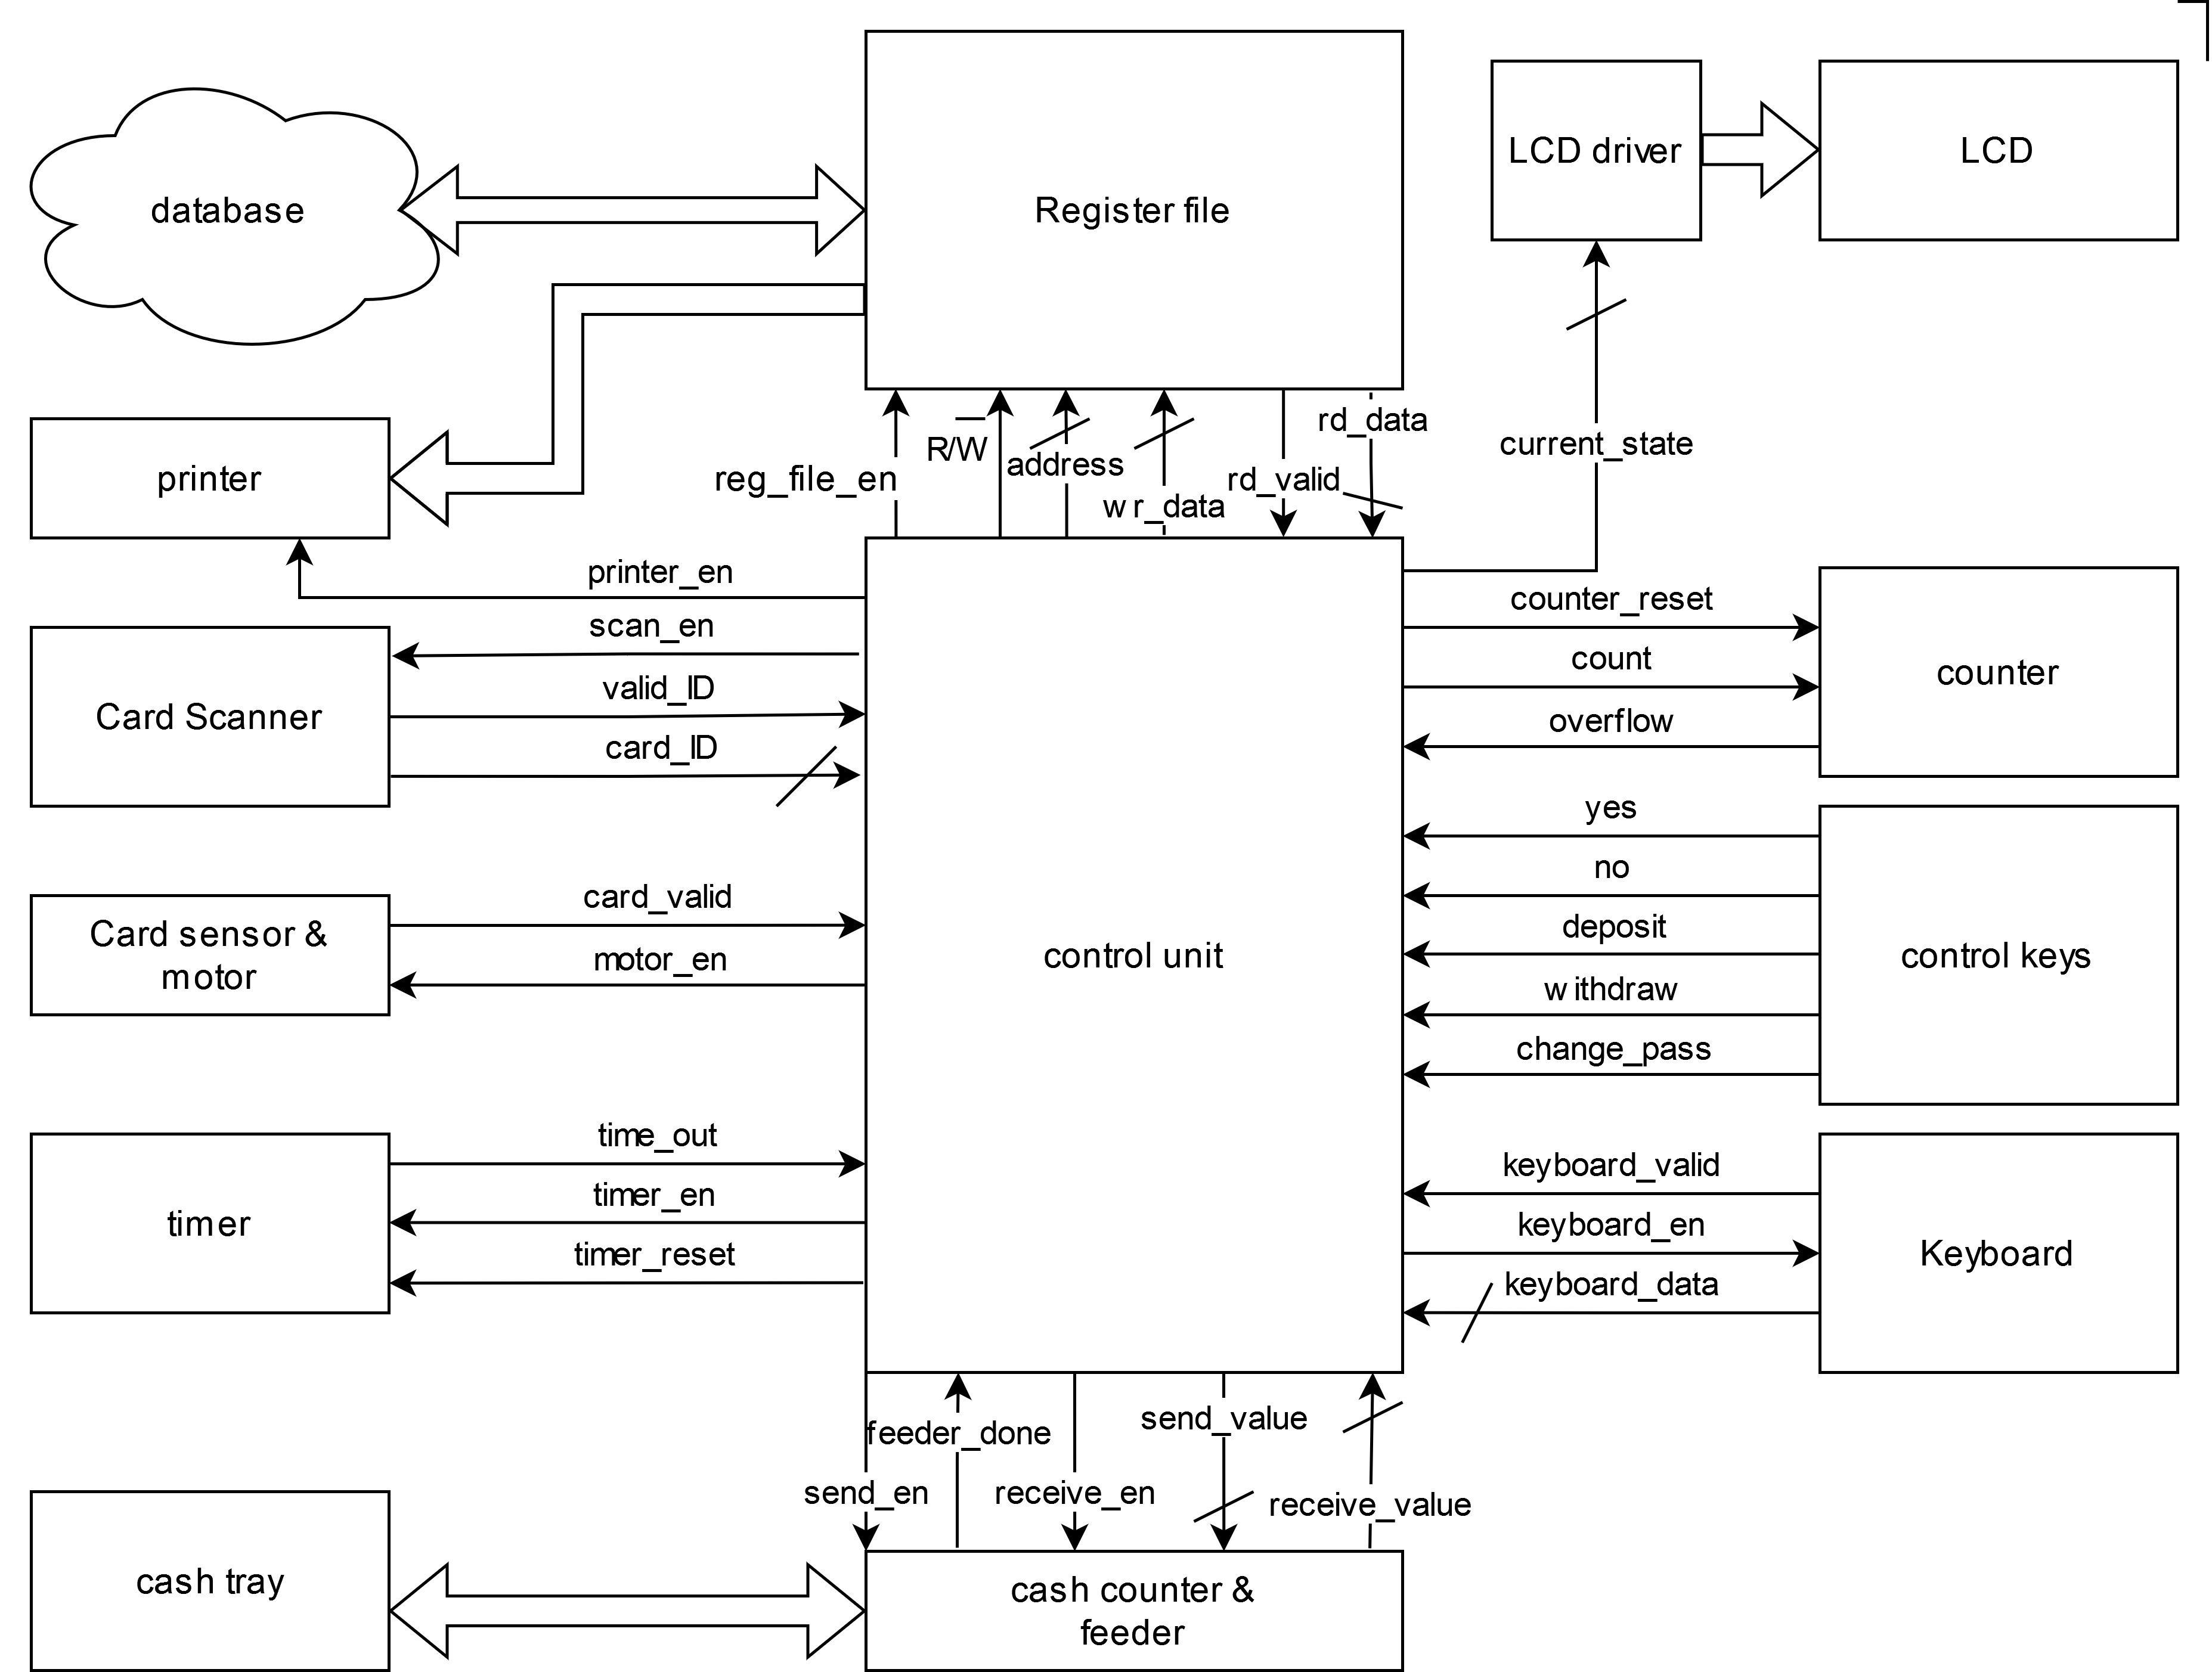 database
Register file
LCD driver
LCD
printer
reg_file_en
R/W
address
wr_data
rd_valid
rd_data
current_state
printer_en
scan_en
valid_ID
card_ID
Card Scanner
counter_reset
count
overflow
counter
card_valid
motor_en
Card sensor &
motor
control unit
yes
no
deposit
withdraw
change_pass
control keys
time_out
timer_en
timer_reset
timer
keyboard_valid
keyboard_en
keyboard_data
Keyboard
feeder_done
send_value
send_en
receive_en
receive_value
cash tray
cash counter &
feeder